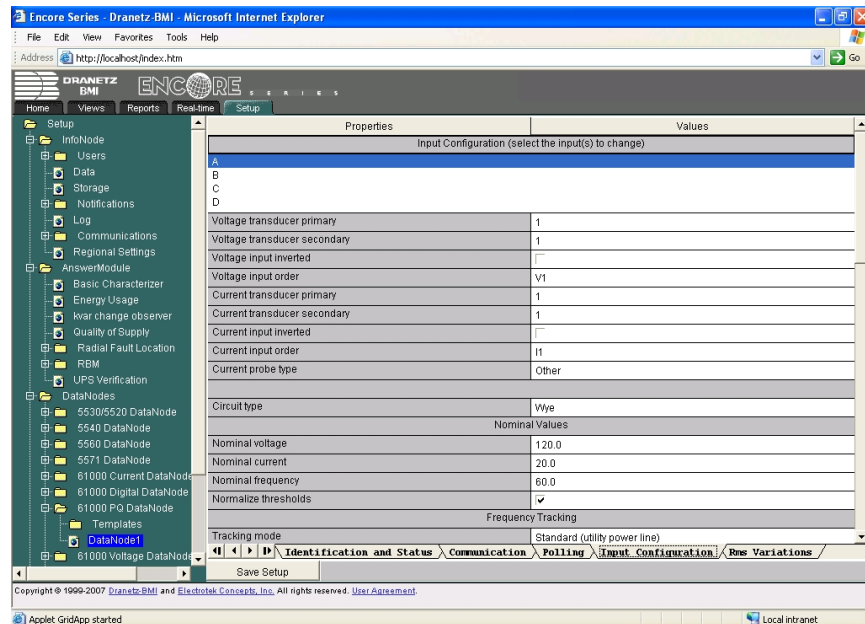 Encore Series - Dranetz-BMI - Microsoft Internet Explorer
File Edit View Favorites Tools Help
Address http://localhost/index.htm Go
DRANETZ BMI ENCORE SERIES
Home Views Reports Real-time Setup
Setup
InfoNode
Users
Data
Storage
Notifications
Log
Communications
Regional Settings
AnswerModule
Basic Characterizer
Energy Usage
kvar change observer
Quality of Supply
Radial Fault Location
RBM
UPS Verification
DataNodes
5530/5520 DataNode
5540 DataNode
5560 DataNode
5571 DataNode
61000 Current DataNode
61000 Digital DataNode
61000 PQ DataNode
Templates
DataNode1
61000 Voltage DataNode
Properties Values
Input Configuration (select the input(s) to change)
A
B
C
D
Voltage transducer primary 1
Voltage transducer secondary 1
Voltage input inverted
Voltage input order V1
Current transducer primary 1
Current transducer secondary 1
Current input inverted
Current input order I1
Current probe type Other
Circuit type Wye
Nominal Values
Nominal voltage 120.0
Nominal current 20.0
Nominal frequency 60.0
Normalize thresholds
Frequency Tracking
Tracking mode Standard (utility power line)
Identification and Status Communication Polling Input Configuration Rms Variations
Save Setup
Copyright © 1999-2007 Dranetz-BMI and Electrotek Concepts, Inc. All rights reserved. User Agreement.
Applet GridApp started Local intranet